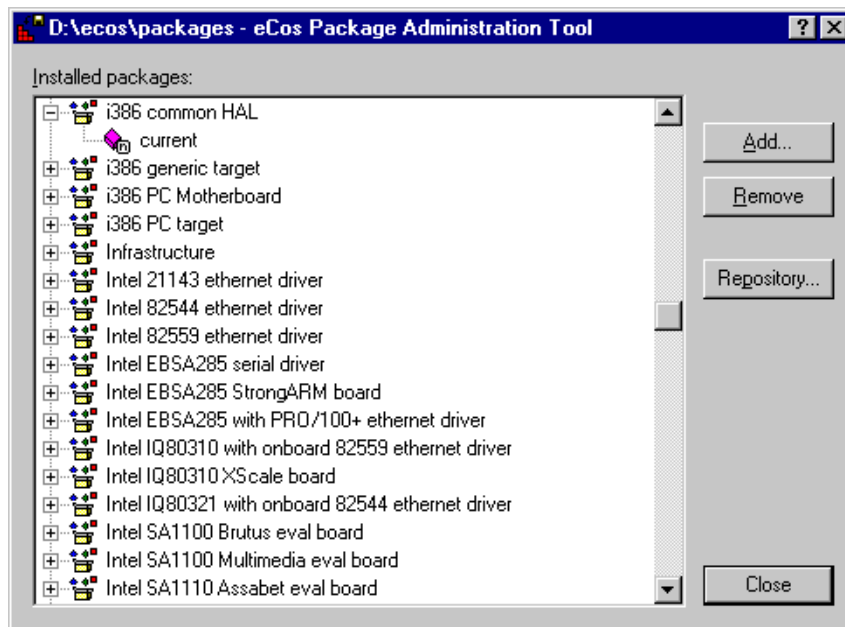 D:\ecos\packages - eCos Package Administration Tool
Installed packages:
i386 common HAL
current
i386 generic target
i386 PC Motherboard
i386 PC target
Infrastructure
Intel 21143 ethernet driver
Intel 82544 ethernet driver
Intel 82559 ethernet driver
Intel EBSA285 serial driver
Intel EBSA285 StrongARM board
Intel EBSA285 with PRO/100+ ethernet driver
Intel IQ80310 with onboard 82559 ethernet driver
Intel IQ80310 XScale board
Intel IQ80321 with onboard 82544 ethernet driver
Intel SA1100 Brutus eval board
Intel SA1100 Multimedia eval board
Intel SA1110 Assabet eval board
Add...
Remove
Repository...
Close